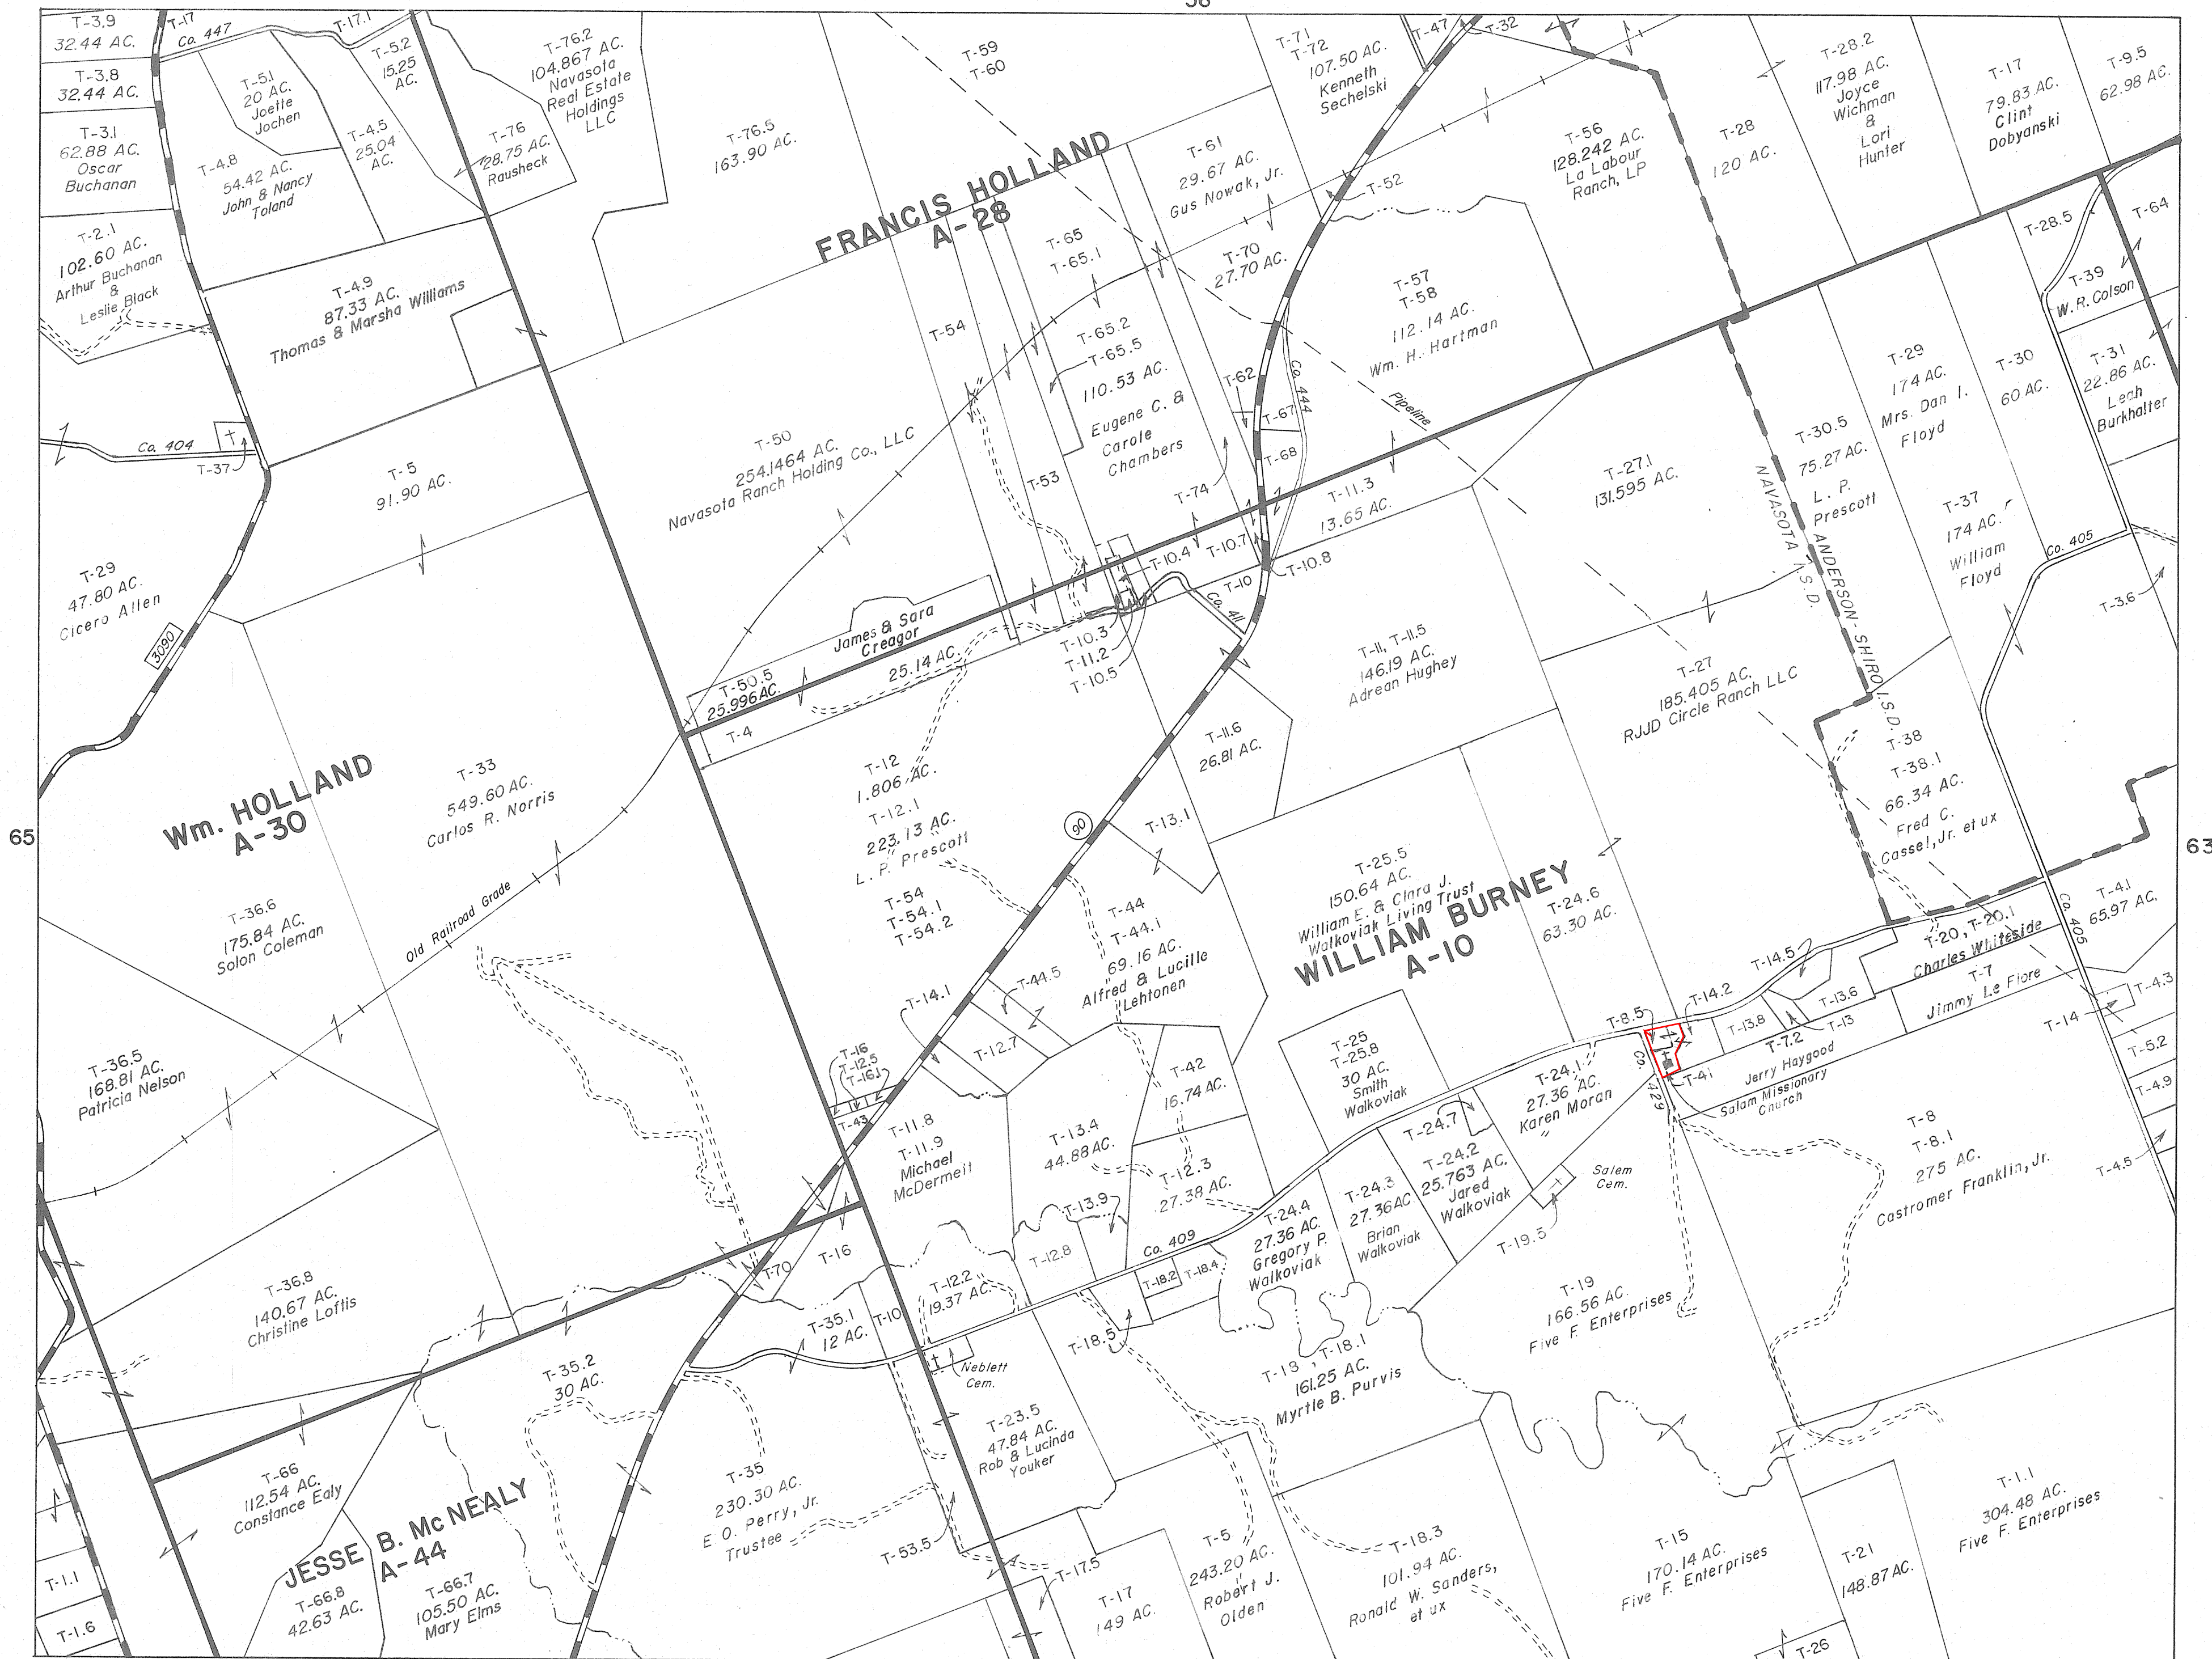 56
T-3.9
32.44 AC.
T-17
Co. 447
T-17.1
T-5.2
15.25
AC.
T-76.2
104.867 AC.
Navasota
Real Estate
Holdings
LLC
T-59
T-60
T-71
T-72
107.50 AC.
Kenneth
Sechelski
T-47
T-32
T-28.2
117.98 AC.
Joyce
Wichman
&
Lori
Hunter
T-17
79.83 AC.
Clint
Dobyanski
T-9.5
62.98 AC.
T-3.8
32.44 AC.
T-5.1
20 AC.
Joette
Jochen
T-4.5
25.04
AC.
T-76
28.75 AC.
Rausheck
T-76.5
163.90 AC.
T-3.1
62.88 AC.
Oscar
Buchanan
T-4.8
54.42 AC.
John & Nancy
Toland
FRANCIS HOLLAND
A-28
T-61
29.67 AC.
Gus Nowak, Jr.
T-52
T-56
128.242 AC.
La Labour
Ranch, LP
T-28
120 AC.
T-2.1
102.60 AC.
Arthur Buchanan
&
Leslie Black
T-4.9
87.33 AC.
Thomas & Marsha Williams
T-65
T-65.1
T-70
27.70 AC.
T-57
T-58
112.14 AC.
Wm. H. Hartman
T-28.5
T-64
T-39
W. R. Colson
T-54
T-65.2
T-65.5
110.53 AC.
Eugene C. &
Carole
Chambers
T-62
T-67
T-68
Co. 444
Pipeline
T-29
174 AC.
Mrs. Dan I.
Floyd
T-30
60 AC.
T-31
22.86 AC.
Leah
Burkhalter
Co. 404
T-37
T-5
91.90 AC.
T-50
254.1464 AC.
Navasota Ranch Holding Co., LLC
T-53
T-74
T-11.3
13.65 AC.
T-27.1
131.595 AC.
NAVASOTA I.S.D.
ANDERSON-SHIRO I.S.D.
T-30.5
75.27 AC.
L. P.
Prescott
T-37
174 AC.
William
Floyd
Co. 405
T-3.6
T-29
47.80 AC.
Cicero Allen
3090
James & Sara
Creagor
25.14 AC.
T-50.5
25.996 AC.
T-4
T-10.4
T-10.7
T-10
T-10.8
Co. 411
T-10.3
T-11.2
T-10.5
T-11, T-11.5
146.19 AC.
Adrean Hughey
T-27
185.405 AC.
RJJD Circle Ranch LLC
T-38
T-38.1
66.34 AC.
Fred C.
Cassel, Jr. et ux
Wm. HOLLAND
A-30
T-33
549.60 AC.
Carlos R. Norris
T-12
1.806 AC.
T-12.1
223.13 AC.
L. P. Prescott
T-54
T-54.1
T-54.2
T-11.6
26.81 AC.
90
T-13.1
65
63
T-36.6
175.84 AC.
Solon Coleman
Old Railroad Grade
T-44
T-44.1
69.16 AC.
Alfred & Lucille
Lehtonen
T-25.5
150.64 AC.
William E. & Clara J.
Walkoviak Living Trust
WILLIAM BURNEY
A-10
T-24.6
63.30 AC.
T-14.5
T-20, T-20.1
Charles Whiteside
Co. 405
T-4.1
65.97 AC.
T-14.1
T-44.5
T-12.7
T-8.5
T-14.2
T-13.8
T-13
T-13.6
T-7
Jimmy Le Flore
T-4.3
T-14
T-5.2
T-4.9
T-36.5
168.81 AC.
Patricia Nelson
T-16
T-12.5
T-16.1
T-43
T-42
16.74 AC.
T-25
T-25.8
30 AC.
Smith
Walkoviak
T-24.1
27.36 AC.
Karen Moran
"
Co. 429
T-41
T-7.2
Jerry Haygood
Salam Missionary
Church
T-11.8
T-11.9
Michael
McDermett
T-13.4
44.88 AC.
T-12.3
27.38 AC.
T-24.7
T-24.2
25.763 AC.
Jared
Walkoviak
T-24.3
27.36 AC
Brian
Walkoviak
T-24.4
27.36 AC.
Gregory P.
Walkoviak
Salem
Cem.
T-19.5
T-8
T-8.1
275 AC.
Castromer Franklin, Jr.
T-4.5
T-13.9
T-12.8
Co. 409
T-18.2
T-18.4
T-36.8
140.67 AC.
Christine Loftis
T-70
T-16
T-12.2
19.37 AC.
T-35.1
12 AC.
T-10
Neblett
Cem.
T-18.5
T-18, T-18.1
161.25 AC.
Myrtle B. Purvis
T-19
166.56 AC.
Five F. Enterprises
T-35.2
30 AC.
T-23.5
47.84 AC.
Rob & Lucinda
Youker
T-66
112.54 AC.
Constance Ealy
JESSE B. McNEALY
A-44
T-66.8
42.63 AC.
T-66.7
105.50 AC.
Mary Elms
T-35
230.30 AC.
E. O. Perry, Jr.
Trustee
T-53.5
T-17.5
T-17
149 AC.
T-5
243.20 AC.
Robert J.
Olden
T-18.3
101.94 AC.
Ronald W. Sanders,
et ux
T-15
170.14 AC.
Five F. Enterprises
T-21
148.87 AC.
T-26
T-1.1
304.48 AC.
Five F. Enterprises
T-1.1
T-1.6